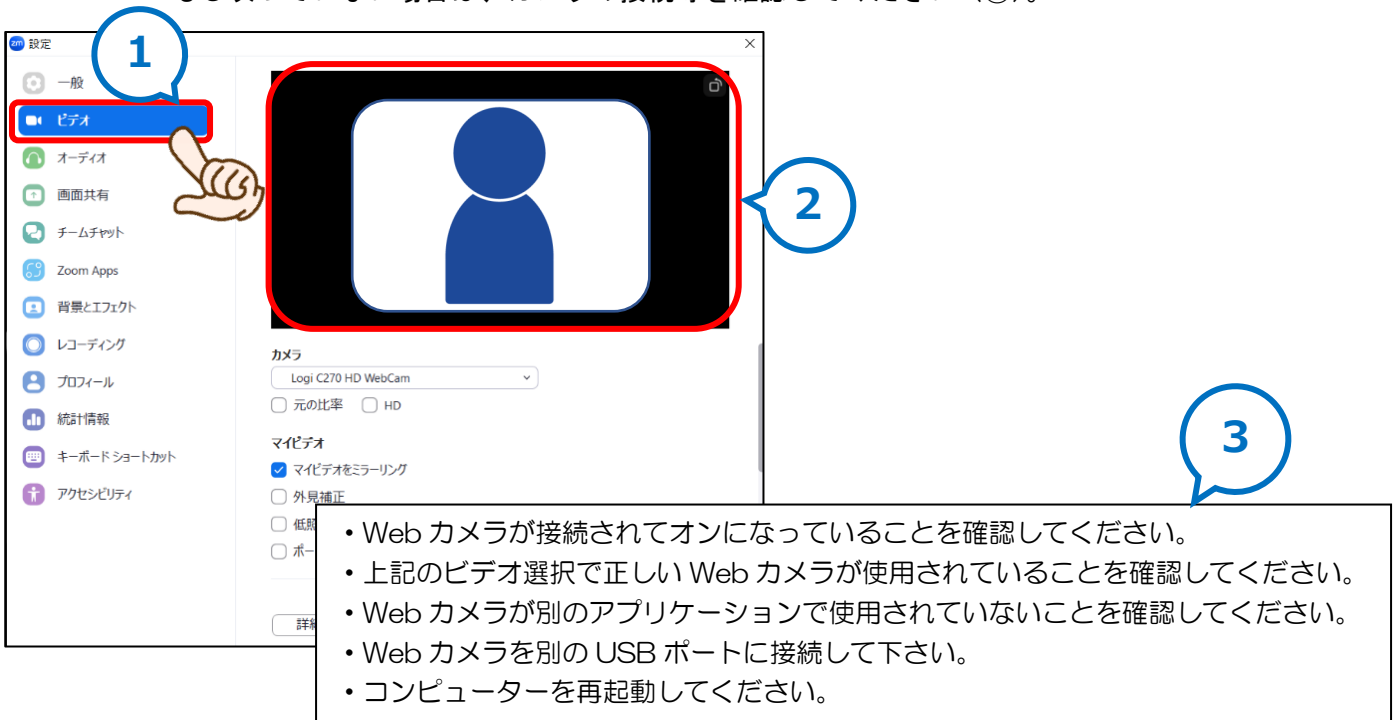 設定
一般
ビデオ
オーディオ
画面共有
チームチャット
Zoom Apps
背景とエフェクト
レコーディング
プロフィール
統計情報
キーボード ショートカット
アクセシビリティ
1
2
カメラ
Logi C270 HD WebCam
元の比率 HD
マイビデオ
マイビデオをミラーリング
外見補正
低照
ポー
詳細
3
・Web カメラが接続されてオンになっていることを確認してください。
・上記のビデオ選択で正しい Web カメラが使用されていることを確認してください。
・Web カメラが別のアプリケーションで使用されていないことを確認してください。
・Web カメラを別の USB ポートに接続して下さい。
・コンピューターを再起動してください。